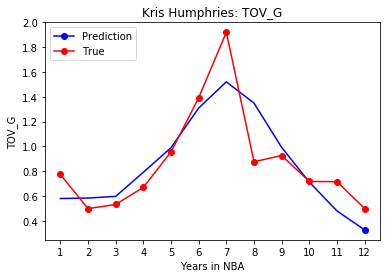 Kris Humphries: TOV_G
Prediction
True
TOV_G
2.0
1.8
1.6
1.4
1.2
1.0
0.8
0.6
0.4
1 2 3 4 5 6 7 8 9 10 11 12
Years in NBA